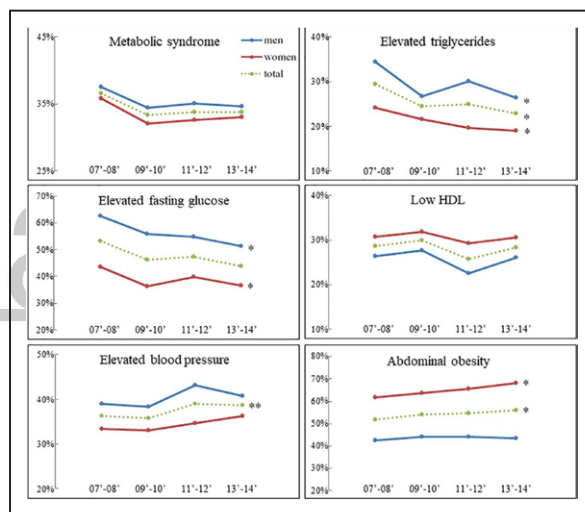 Metabolic syndrome
45%
35%
25%
men
women
total
07'-08' 09'-10' 11'-12' 13'-14'
Elevated triglycerides
40%
30%
20%
10%
*
*
*
07'-08' 09'-10' 11'-12' 13'-14'
Elevated fasting glucose
70%
60%
50%
40%
30%
20%
*
*
07'-08' 09'-10' 11'-12' 13'-14'
Low HDL
40%
30%
20%
10%
07'-08' 09'-10' 11'-12' 13'-14'
Elevated blood pressure
50%
40%
30%
20%
**
07'-08' 09'-10' 11'-12' 13'-14'
Abdominal obesity
80%
70%
60%
50%
40%
30%
20%
*
*
07'-08' 09'-10' 11'-12' 13'-14'